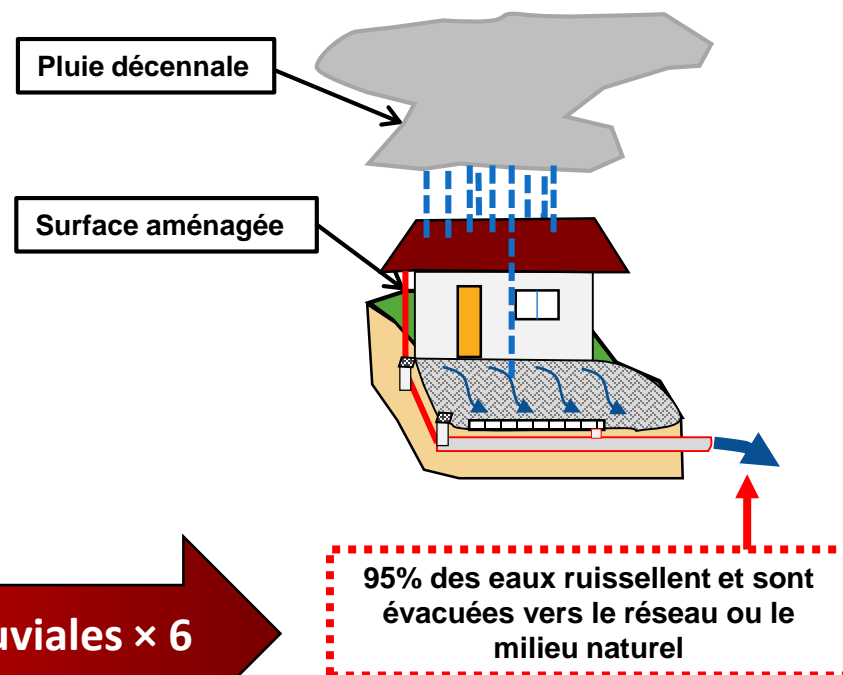 Pluie décennale
Surface aménagée
95% des eaux ruissellent et sont
évacuées vers le réseau ou le
milieu naturel
× 6